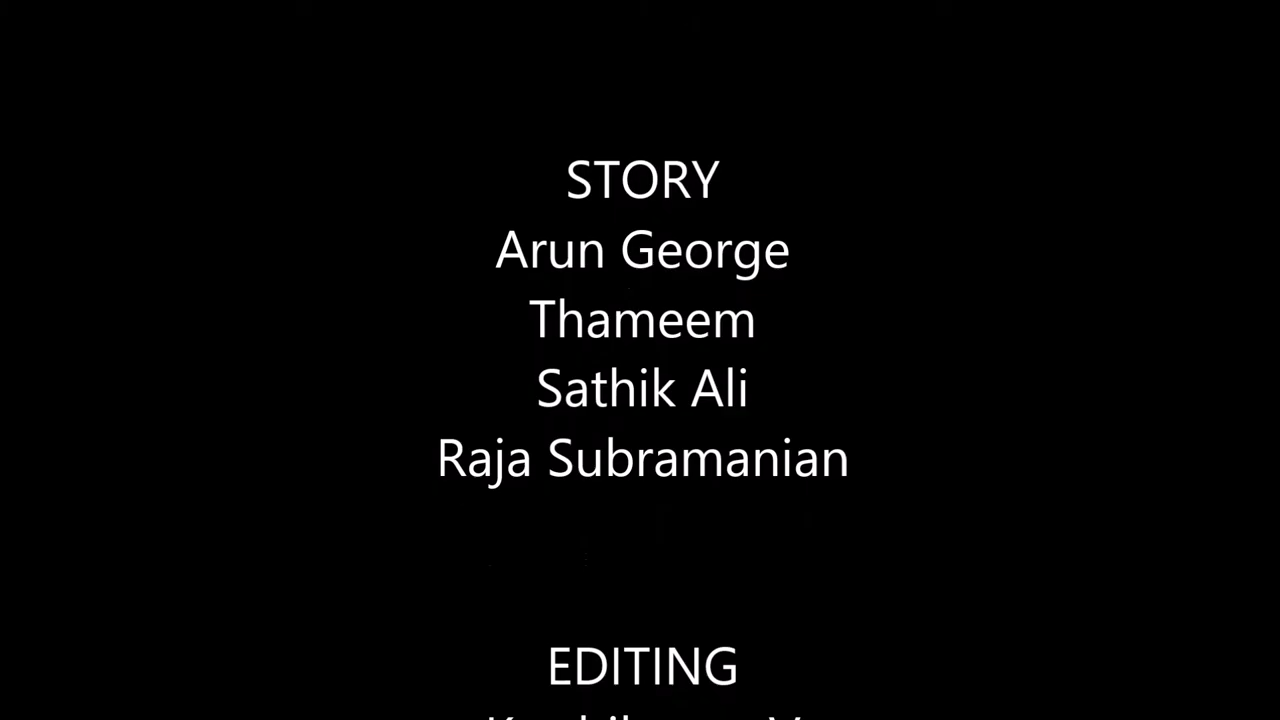 STORY
Arun George
Thameem
Sathik Ali
Raja Subramanian
EDITING